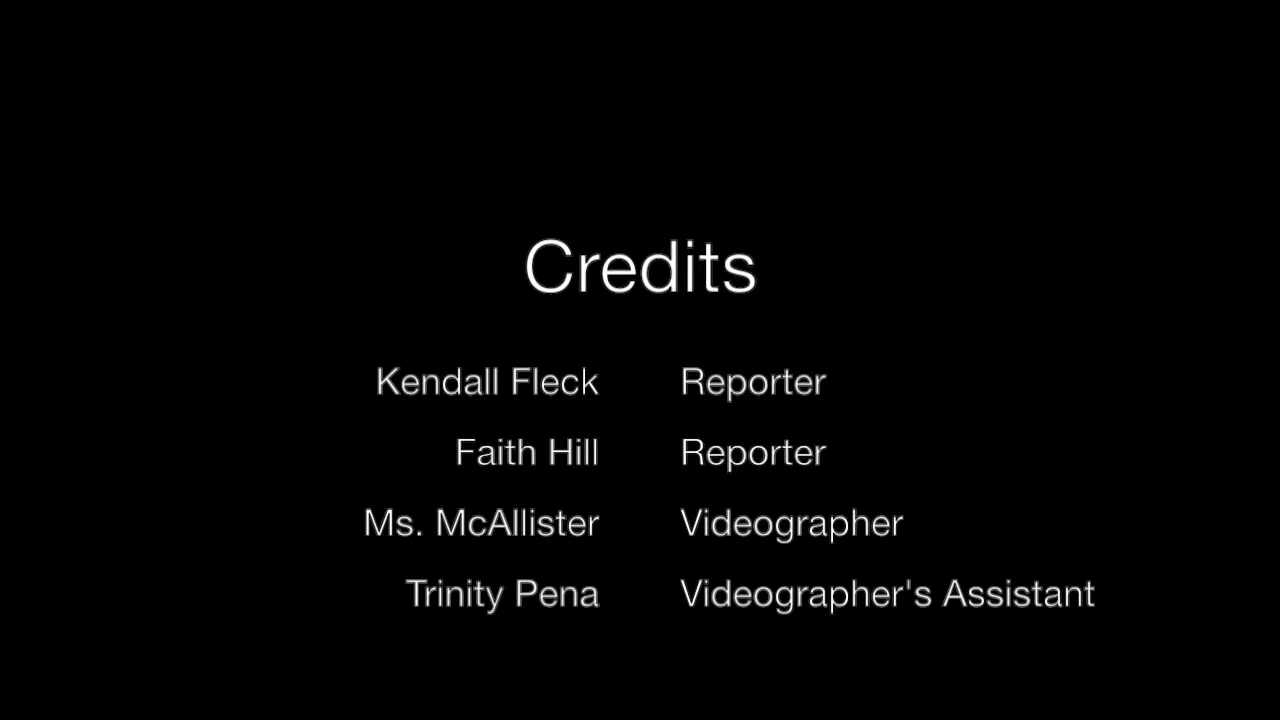 Credits
Kendall Fleck Reporter
Faith Hill Reporter
Ms. McAllister Videographer
Trinity Pena Videographer's Assistant